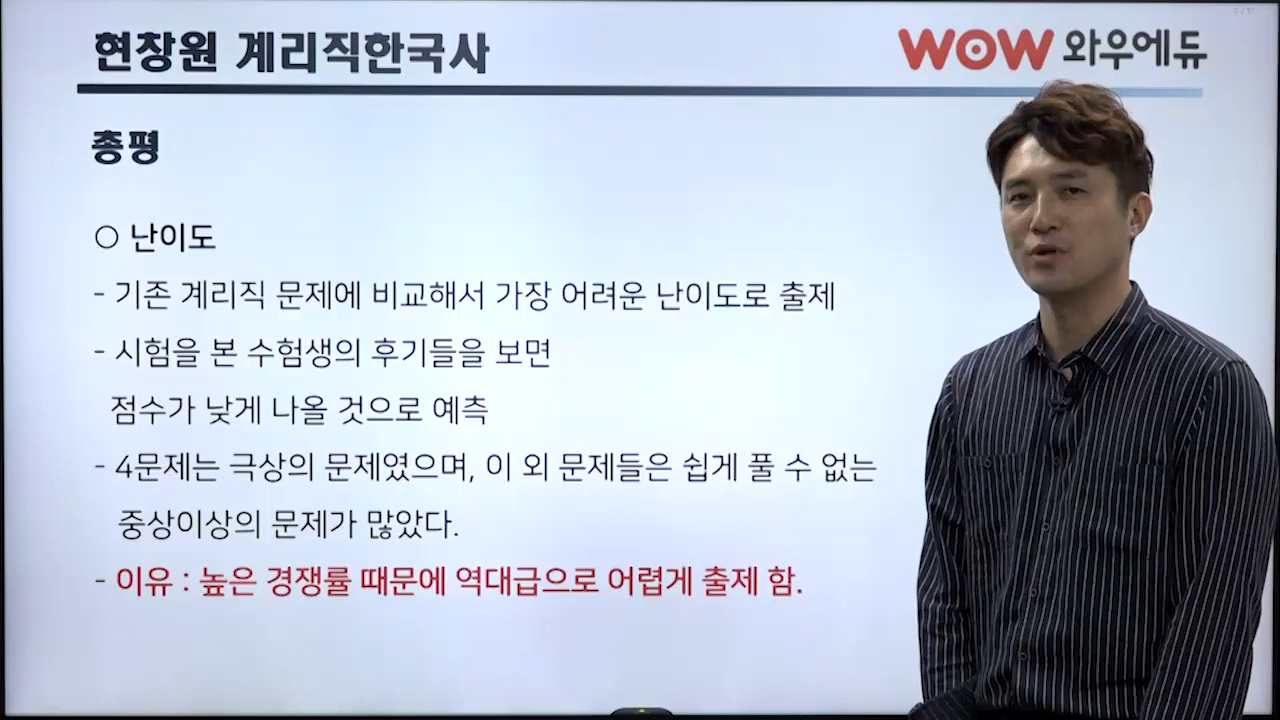 현창원 계리직한국사
WOW 와우에듀
총평
○ 난이도
- 기존 계리직 문제에 비교해서 가장 어려운 난이도로 출제
- 시험을 본 수험생의 후기들을 보면
점수가 낮게 나올 것으로 예측
- 4문제는 극상의 문제였으며, 이 외 문제들은 쉽게 풀 수 없는
중상이상의 문제가 많았다.
- 이유 : 높은 경쟁률 때문에 역대급으로 어렵게 출제 함.